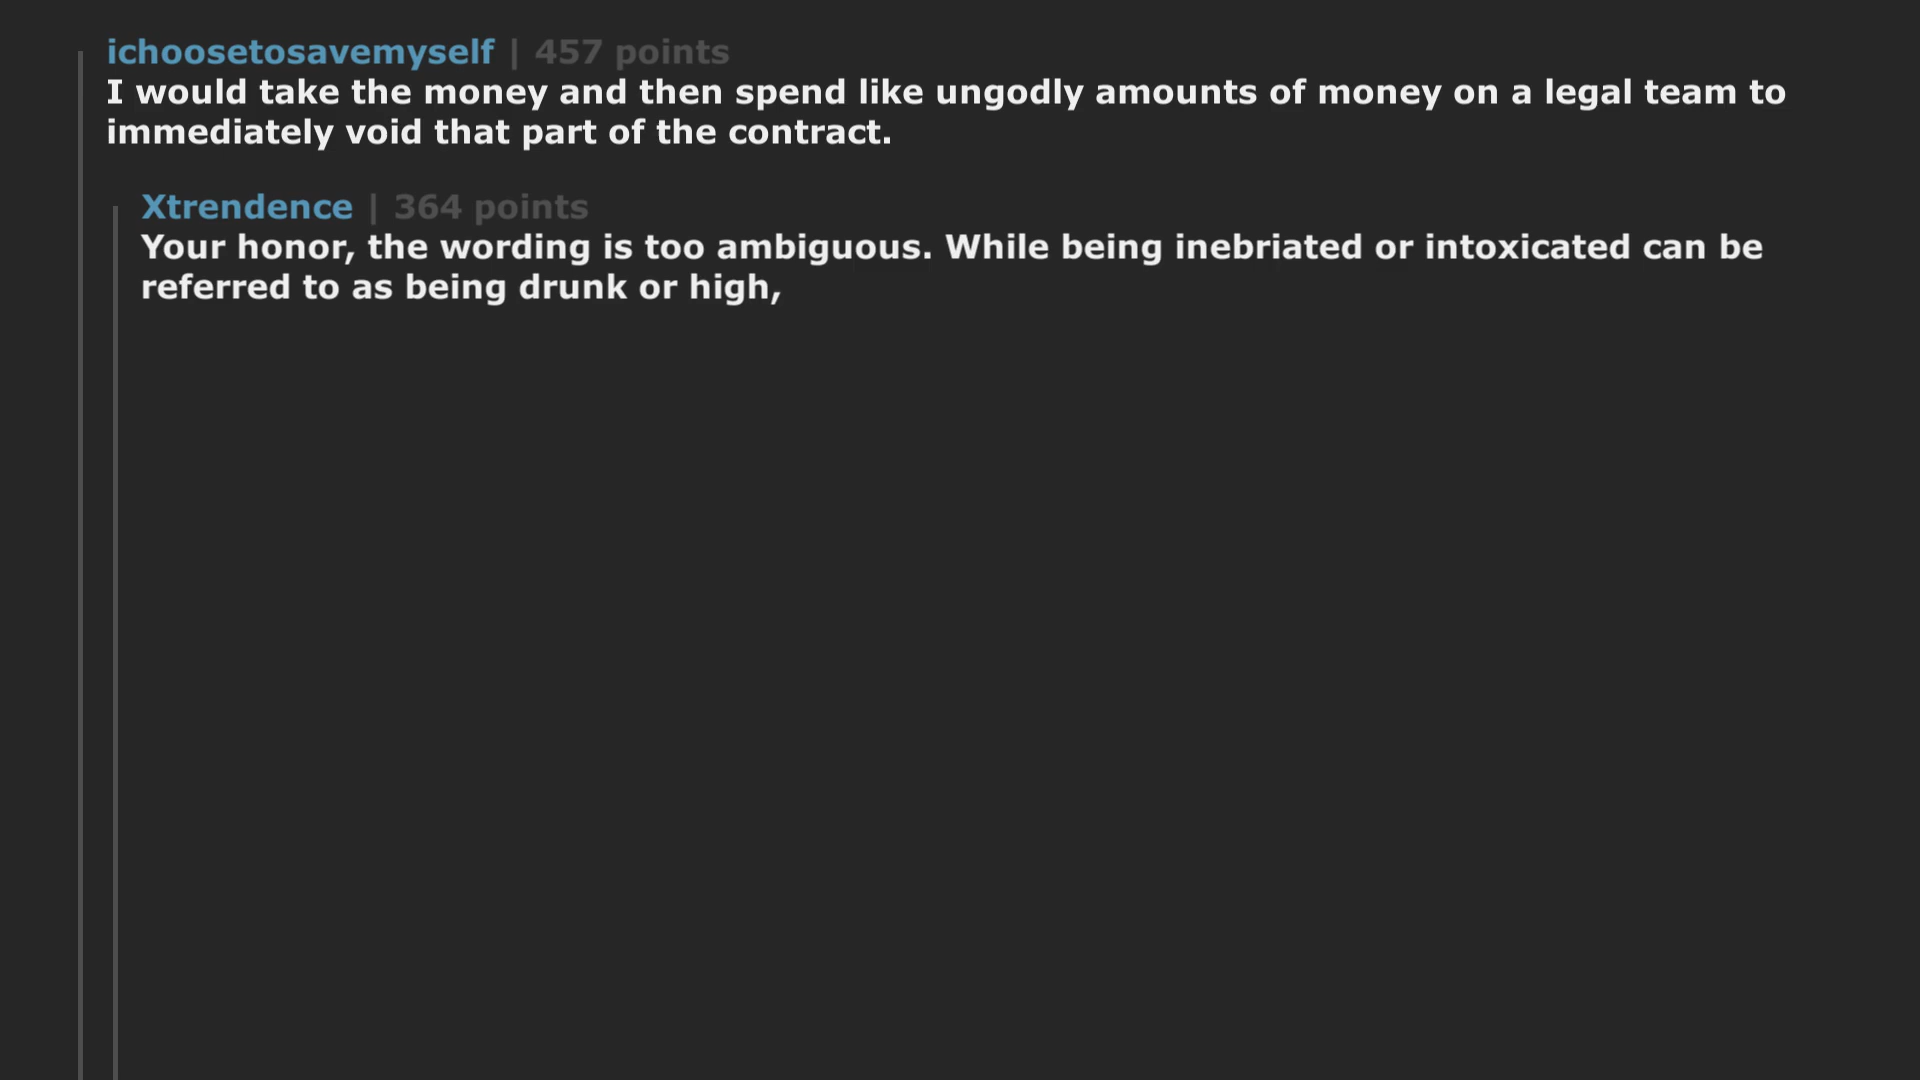 ichoosetosavemyself | 457 points
I would take the money and then spend like ungodly amounts of money on a legal team to
immediately void that part of the contract.
Xtrendence | 364 points
Your honor, the wording is too ambiguous. While being inebriated or intoxicated can be
referred to as being drunk or high,